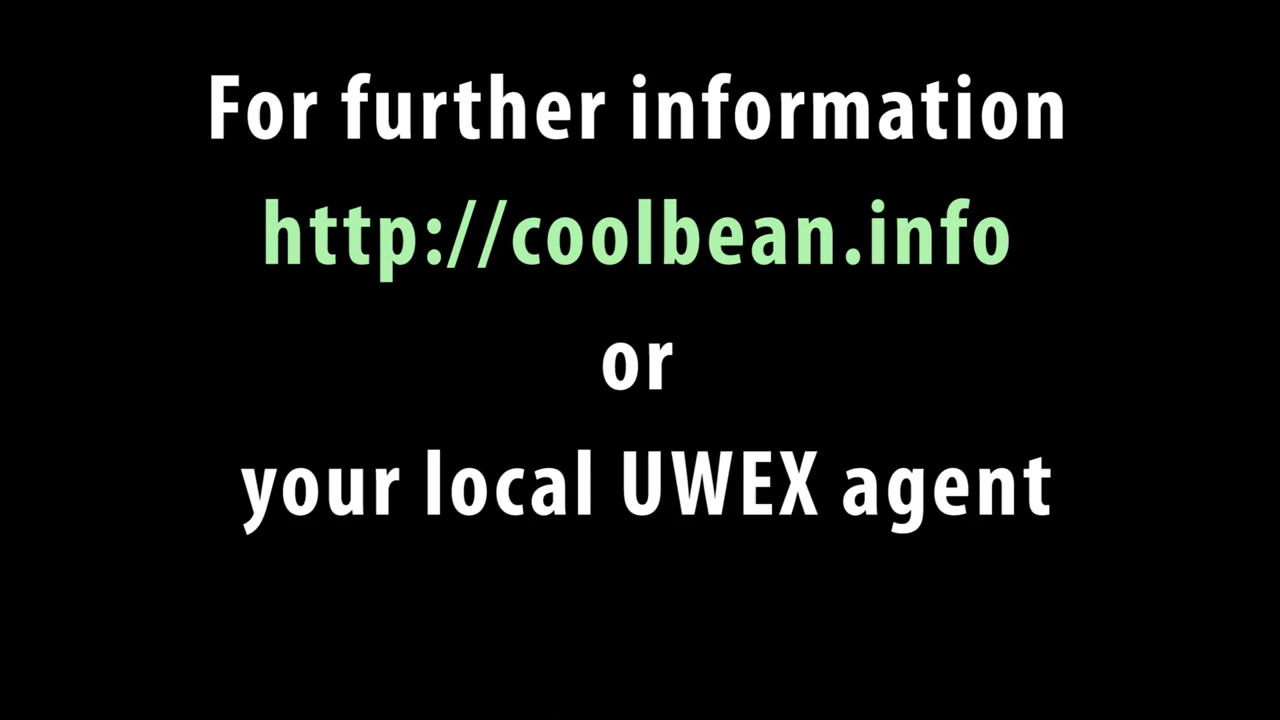 For further information
http://coolbean.info
or
your local UWEX agent